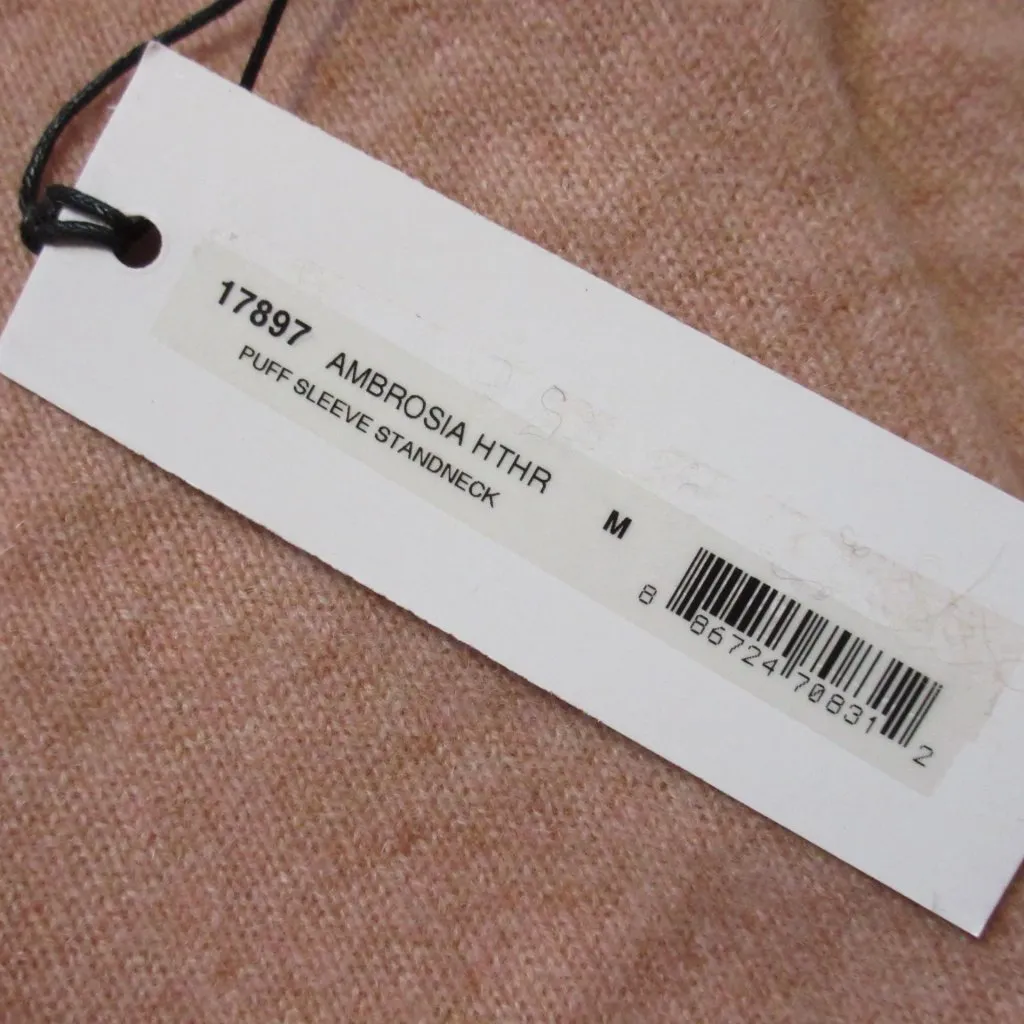 17897 AMBROSIA HTHR
PUFF SLEEVE STANDNECK
M
8 86724 70831 2